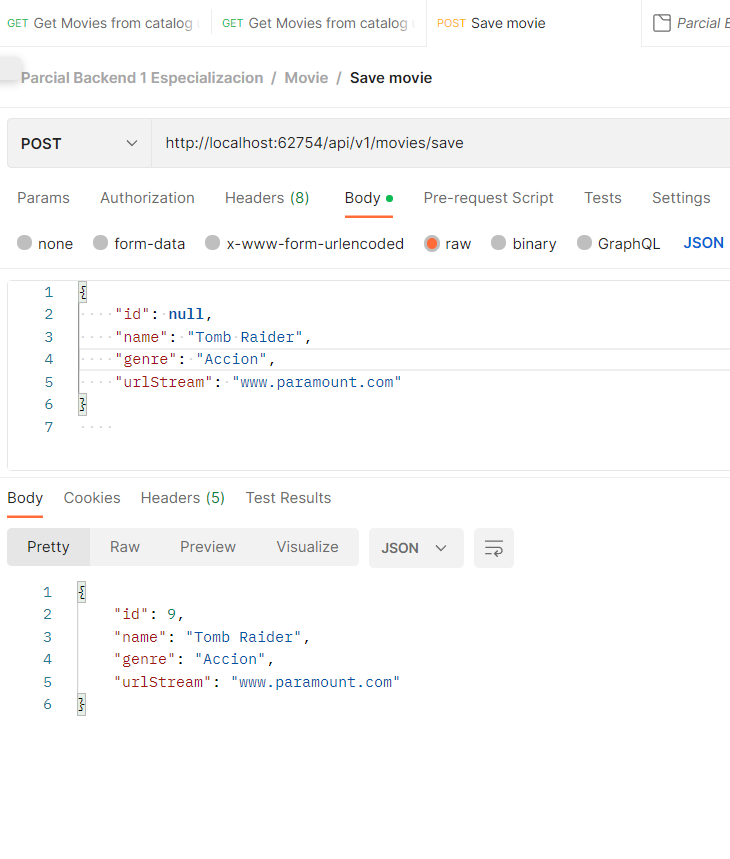 GET Get Movies from catalog GET Get Movies from catalog POST Save movie Parcial
Parcial Backend 1 Especializacion / Movie / Save movie
POST http://localhost:62754/api/v1/movies/save
Params Authorization Headers (8) Body Pre-request Script Tests Settings
none form-data x-www-form-urlencoded raw binary GraphQL JSON
1 {
2 ····"id":·null,
3 ····"name":·"Tomb·Raider",
4 ····"genre":·"Accion",
5 ····"urlStream":·"www.paramount.com"
6 }
7 ····
Body Cookies Headers (5) Test Results
Pretty Raw Preview Visualize JSON
1 {
2 "id": 9,
3 "name": "Tomb Raider",
4 "genre": "Accion",
5 "urlStream": "www.paramount.com"
6 }